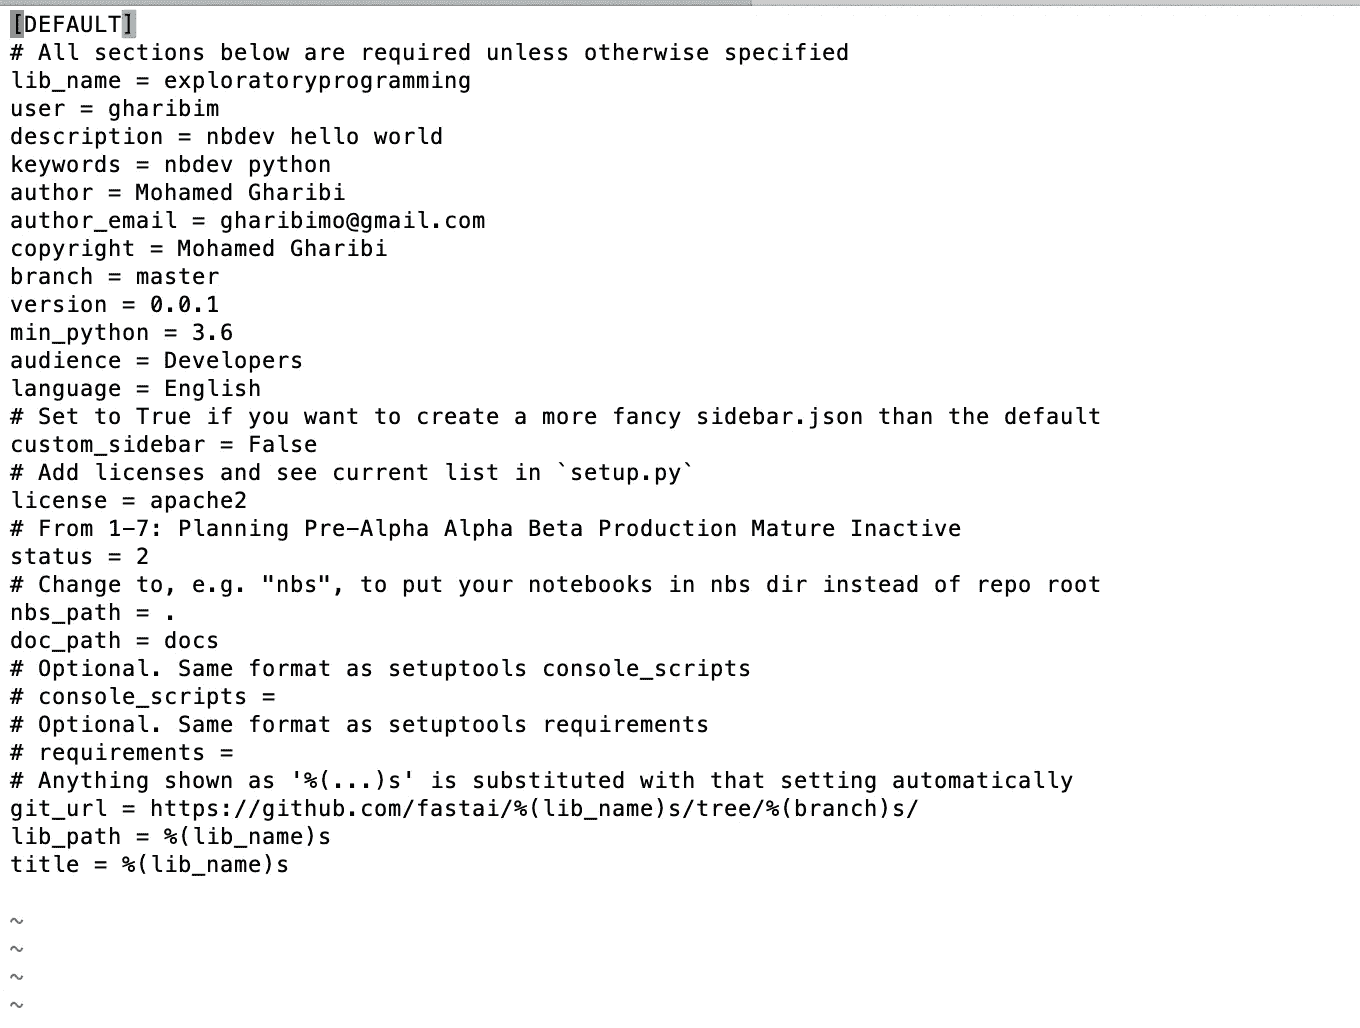 [DEFAULT]
# All sections below are required unless otherwise specified
lib_name = exploratoryprogramming
user = gharibim
description = nbdev hello world
keywords = nbdev python
author = Mohamed Gharibi
author_email = gharibimo@gmail.com
copyright = Mohamed Gharibi
branch = master
version = 0.0.1
min_python = 3.6
audience = Developers
language = English
# Set to True if you want to create a more fancy sidebar.json than the default
custom_sidebar = False
# Add licenses and see current list in `setup.py`
license = apache2
# From 1-7: Planning Pre-Alpha Alpha Beta Production Mature Inactive
status = 2
# Change to, e.g. "nbs", to put your notebooks in nbs dir instead of repo root
nbs_path = .
doc_path = docs
# Optional. Same format as setuptools console_scripts
# console_scripts =
# Optional. Same format as setuptools requirements
# requirements =
# Anything shown as '%(...)s' is substituted with that setting automatically
git_url = https://github.com/fastai/%(lib_name)s/tree/%(branch)s/
lib_path = %(lib_name)s
title = %(lib_name)s
~
~
~
~